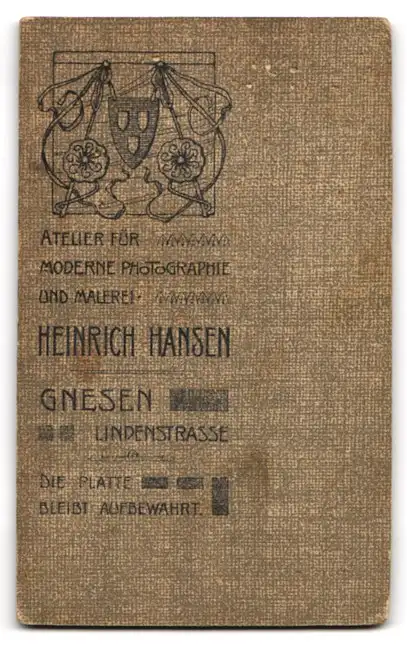 ATELIER FÜR
MODERNE PHOTOGRAPHIE
UND MALEREI
HEINRICH HANSEN
GNESEN
LINDENSTRASSE
DIE PLATTE
BLEIBT AUFBEWAHRT.